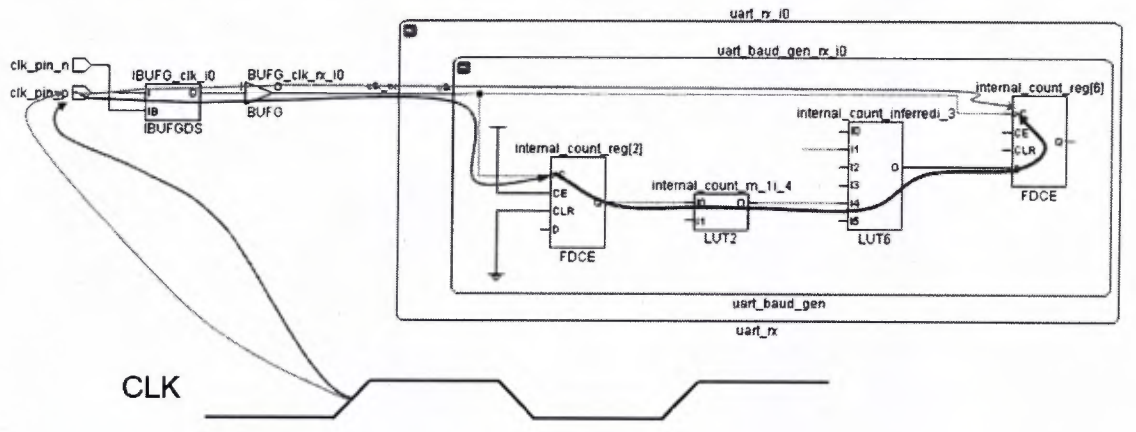 uart_rx_i0
uart_baud_gen_rx_i0
clk_pin_n
clk_pin_p
IBUFG_clk_i0
I
O
IB
IBUFGDS
BUFG_clk_rx_i0
I
O
BUFG
internal_count_reg[2]
C
CE
CLR
D
Q
FDCE
internal_count_m_1i_4
I0
I1
O
LUT2
internal_count_inferredi_3
I0
I1
I2
I3
I4
I5
O
LUT6
internal_count_reg[6]
C
CE
CLR
Q
FDCE
uart_baud_gen
uart_rx
CLK